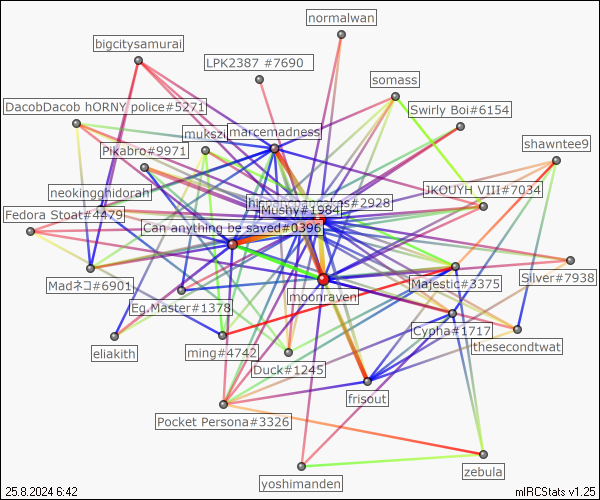 normalwan
bigcitysamurai
LPK2387 #7690
somass
DacobDacob hORNY police#5271
Swirly Boi#6154
mukszi
marcemadness
shawntee9
Pikabro#9971
neokingghidorah
JKOUYH VIII#7034
#2928
Mushy#1984
Fedora Stoat#4479
Can anything be saved#0396
Madネコ#6901
moonraven
Majestic#3375
Silver#7938
Eg.Master#1378
Cypha#1717
eliakith
ming#4742
thesecondtwat
Duck#1245
frisout
Pocket Persona#3326
zebula
yoshimanden
25.8.2024 6:42
mIRCStats v1.25